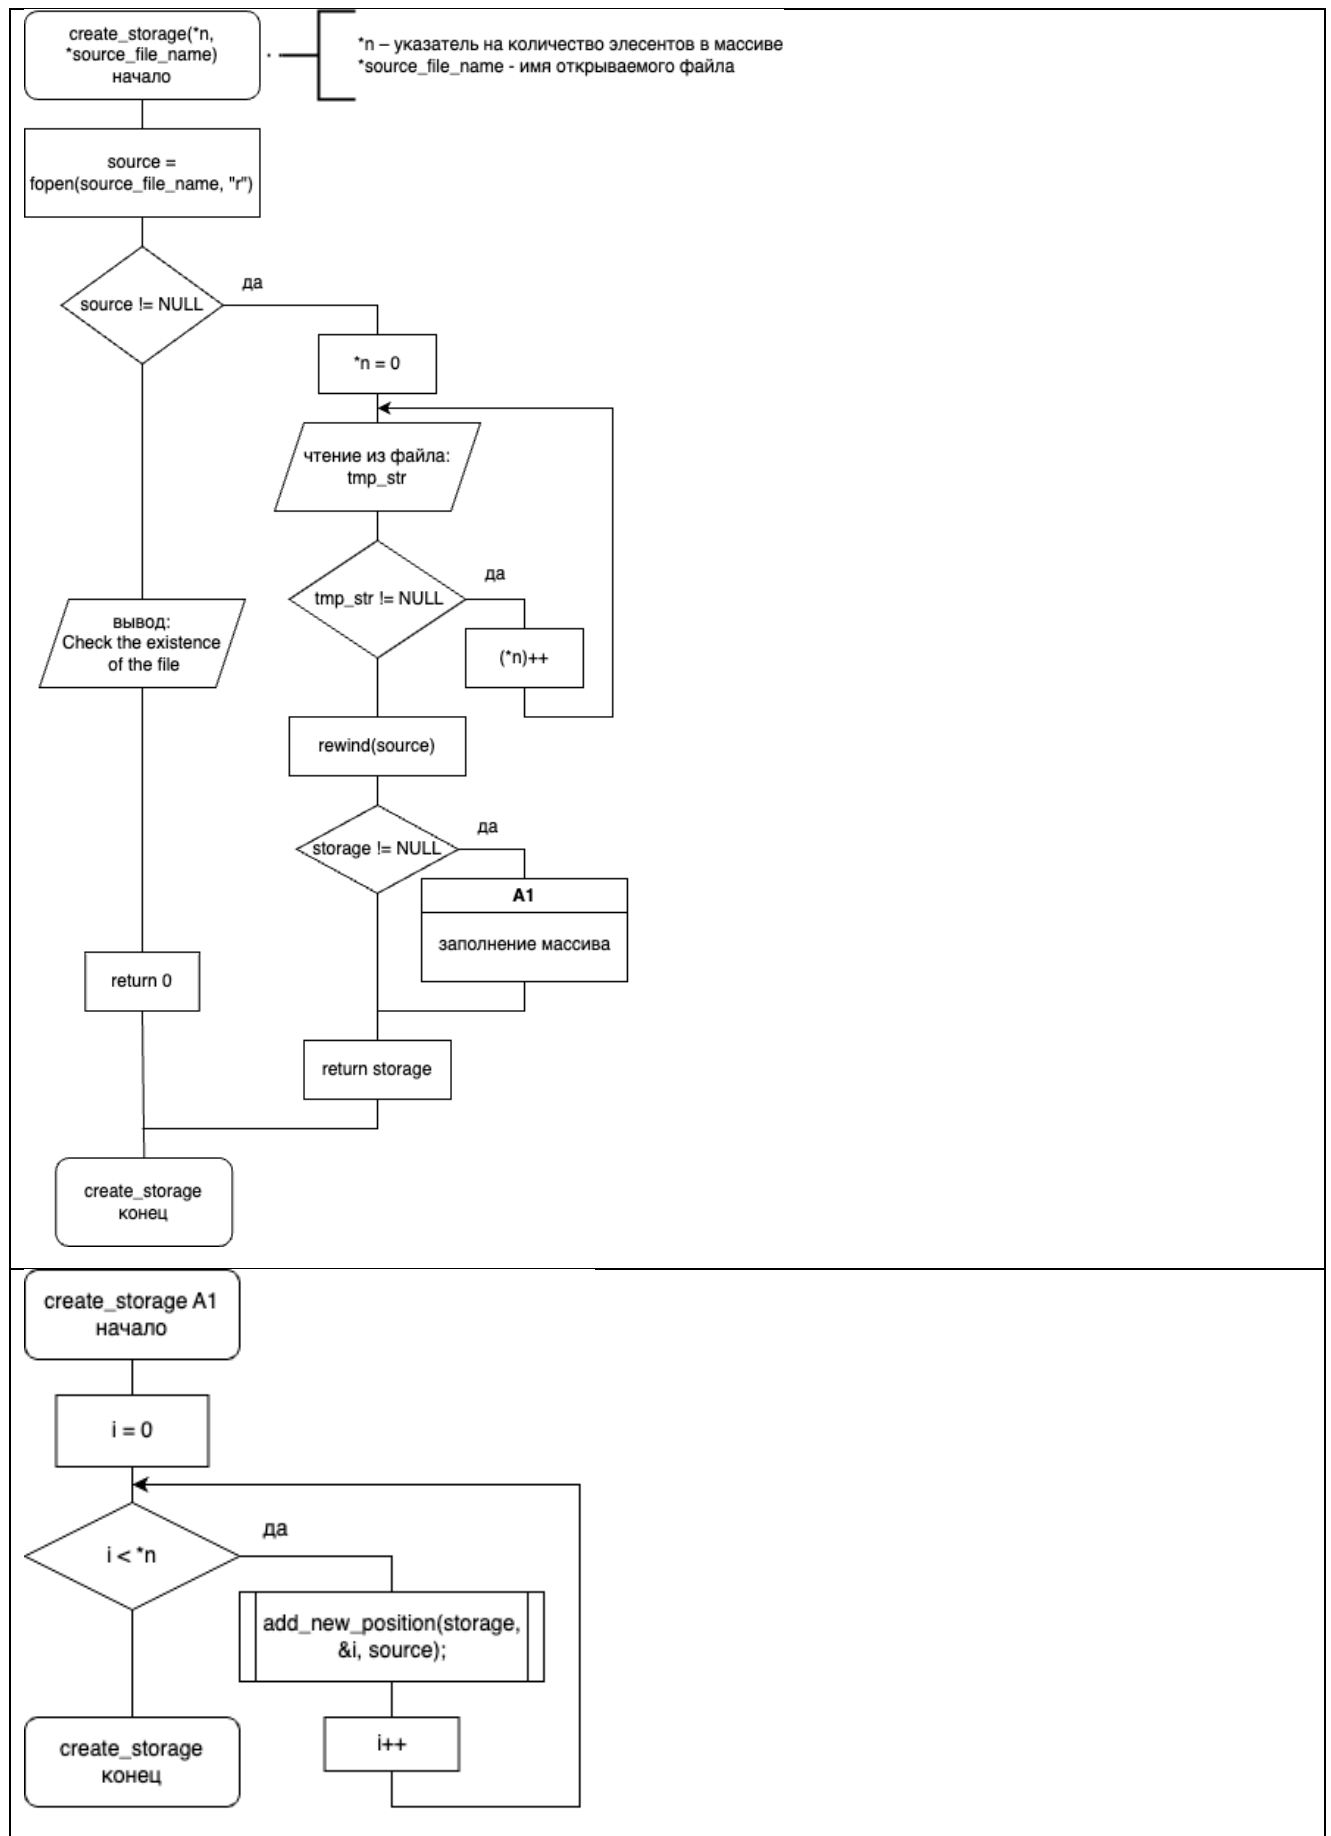 create_storage(*n,
*source_file_name)
начало
*n – указатель на количество элесентов в массиве
*source_file_name - имя открываемого файла
source =
fopen(source_file_name, "r")
source != NULL
да
*n = 0
чтение из файла:
tmp_str
tmp_str != NULL
да
(*n)++
вывод:
Check the existence
of the file
rewind(source)
storage != NULL
да
A1
заполнение массива
return 0
return storage
create_storage
конец
create_storage A1
начало
i = 0
i < *n
да
add_new_position(storage,
&i, source);
i++
create_storage
конец